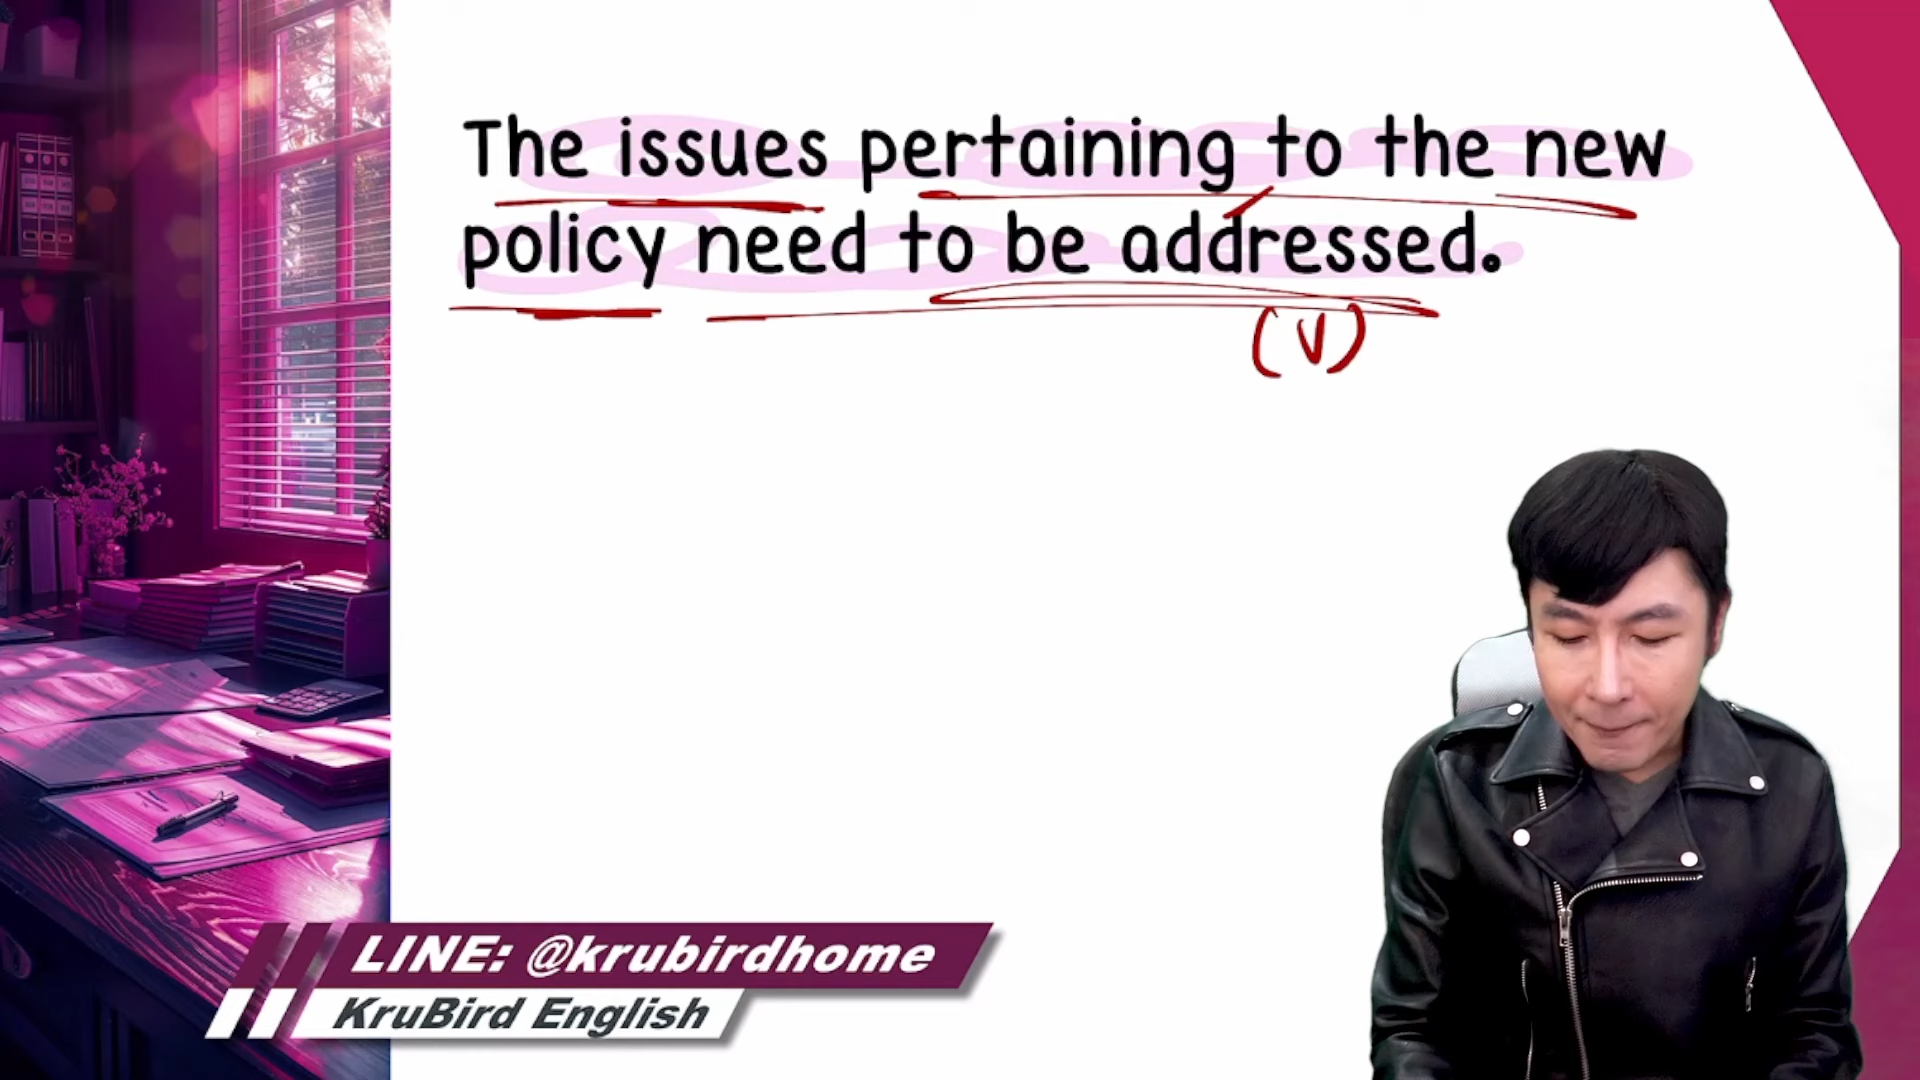 The issues pertaining to the new
policy need to be addressed.
(V)
LINE: @krubirdhome
KruBird English